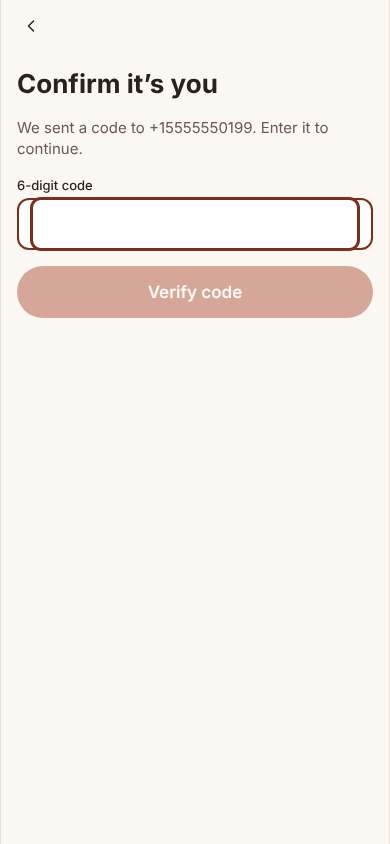 Confirm it’s you
We sent a code to +15555550199. Enter it to
continue.
6-digit code
Verify code